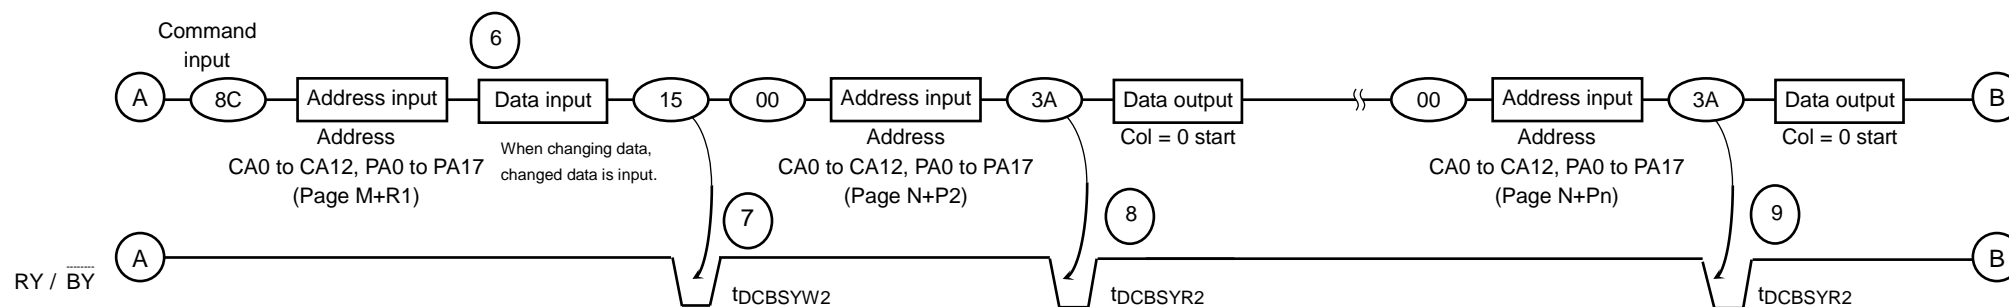 Command
input
6
A 8C Address input Data input 15 00 Address input 3A Data output 00 Address input 3A Data output B
Address When changing data, Address Col = 0 start Address Col = 0 start
CA0 to CA12, PA0 to PA17 changed data is input. CA0 to CA12, PA0 to PA17 CA0 to CA12, PA0 to PA17
(Page M+R1) (Page N+P2) (Page N+Pn)
7 8 9
A B
RY / BY
tDCBSYW2 tDCBSYR2 tDCBSYR2